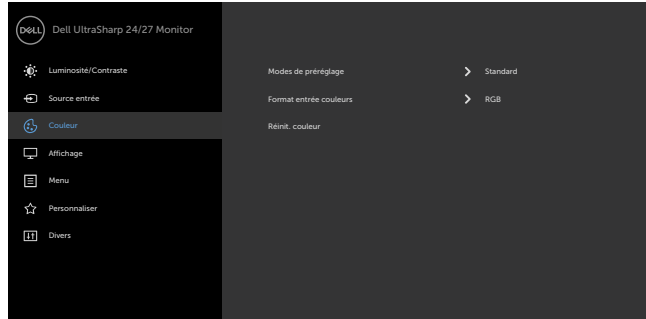 DELL Dell UltraSharp 24/27 Monitor
Luminosité/Contraste
Modes de préréglage Standard
Source entrée
Format entrée couleurs RGB
Couleur
Réinit. couleur
Affichage
Menu
Personnaliser
Divers